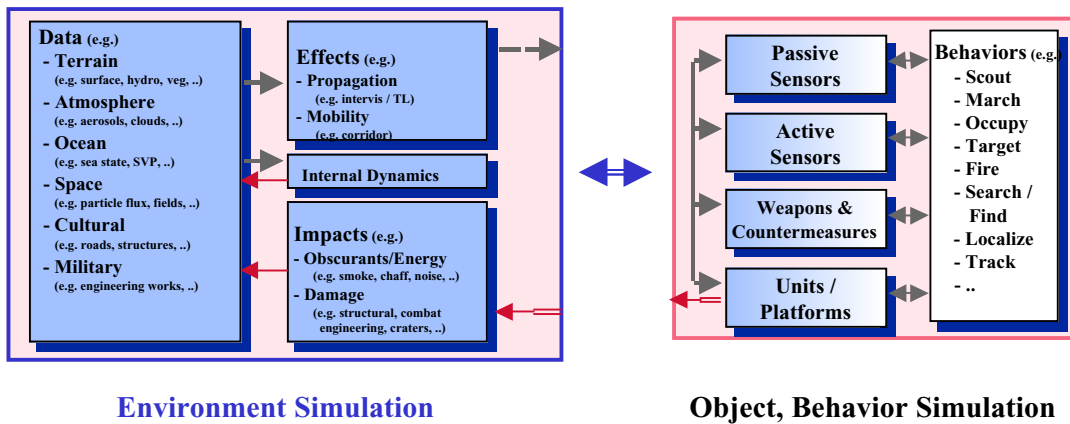 Data (e.g.)
- Terrain
(e.g. surface, hydro, veg, ..)
- Atmosphere
(e.g. aerosols, clouds, ..)
- Ocean
(e.g. sea state, SVP, ..)
- Space
(e.g. particle flux, fields, ..)
- Cultural
(e.g. roads, structures, ..)
- Military
(e.g. engineering works, ..)
Effects (e.g.)
- Propagation
(e.g. intervis / TL)
- Mobility
(e.g. corridor)
Internal Dynamics
Impacts (e.g.)
- Obscurants/Energy
(e.g. smoke, chaff, noise, ..)
- Damage
(e.g. structural, combat
engineering, craters, ..)
Environment Simulation
Passive
Sensors
Active
Sensors
Weapons &
Countermeasures
Units /
Platforms
Behaviors (e.g.)
- Scout
- March
- Occupy
- Target
- Fire
- Search /
Find
- Localize
- Track
- ..
Object, Behavior Simulation